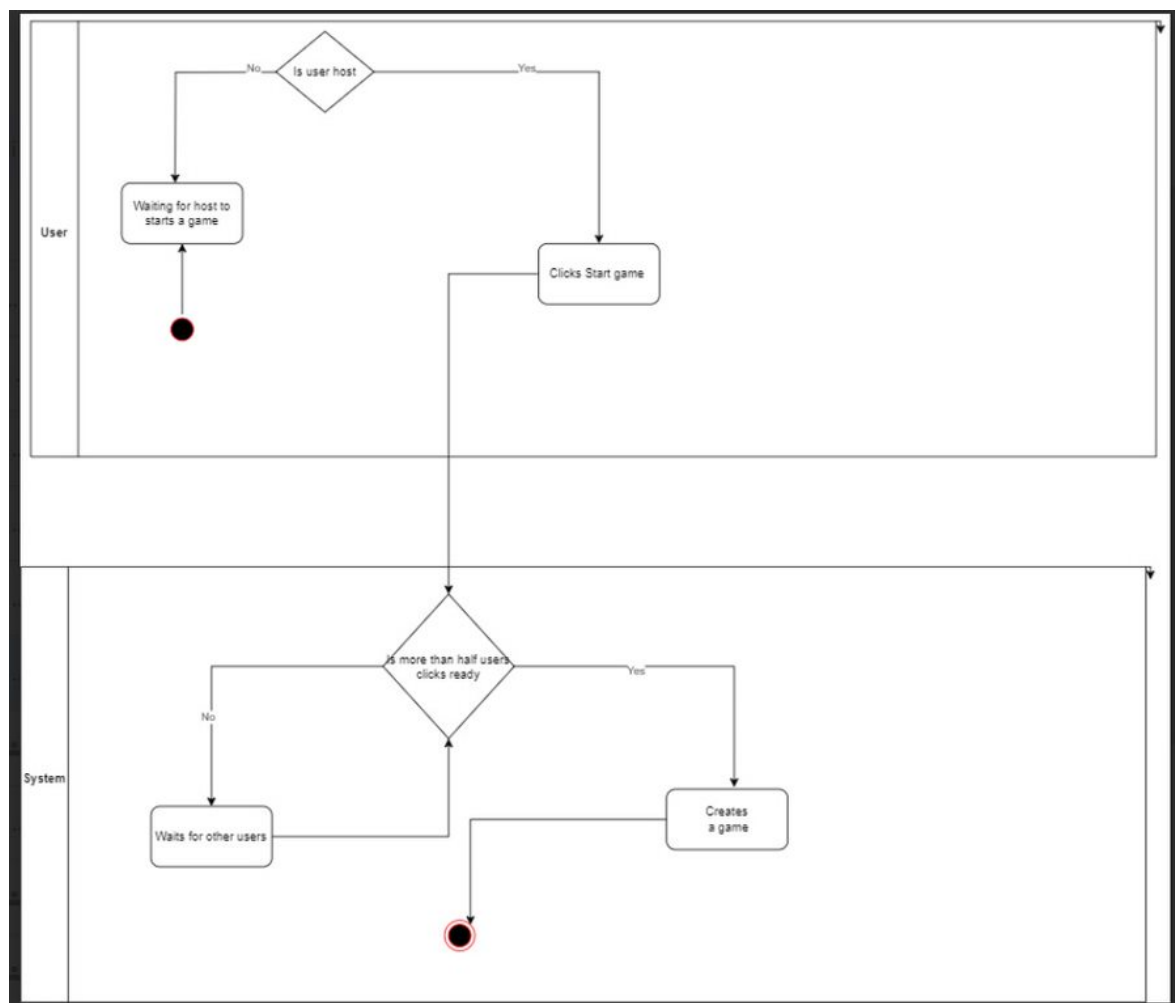 No
Is user host
Yes
Waiting for host to
starts a game
User
Clicks Start game
Is more than half users
clicks ready
Yes
No
System
Waits for other users
Creates
a game